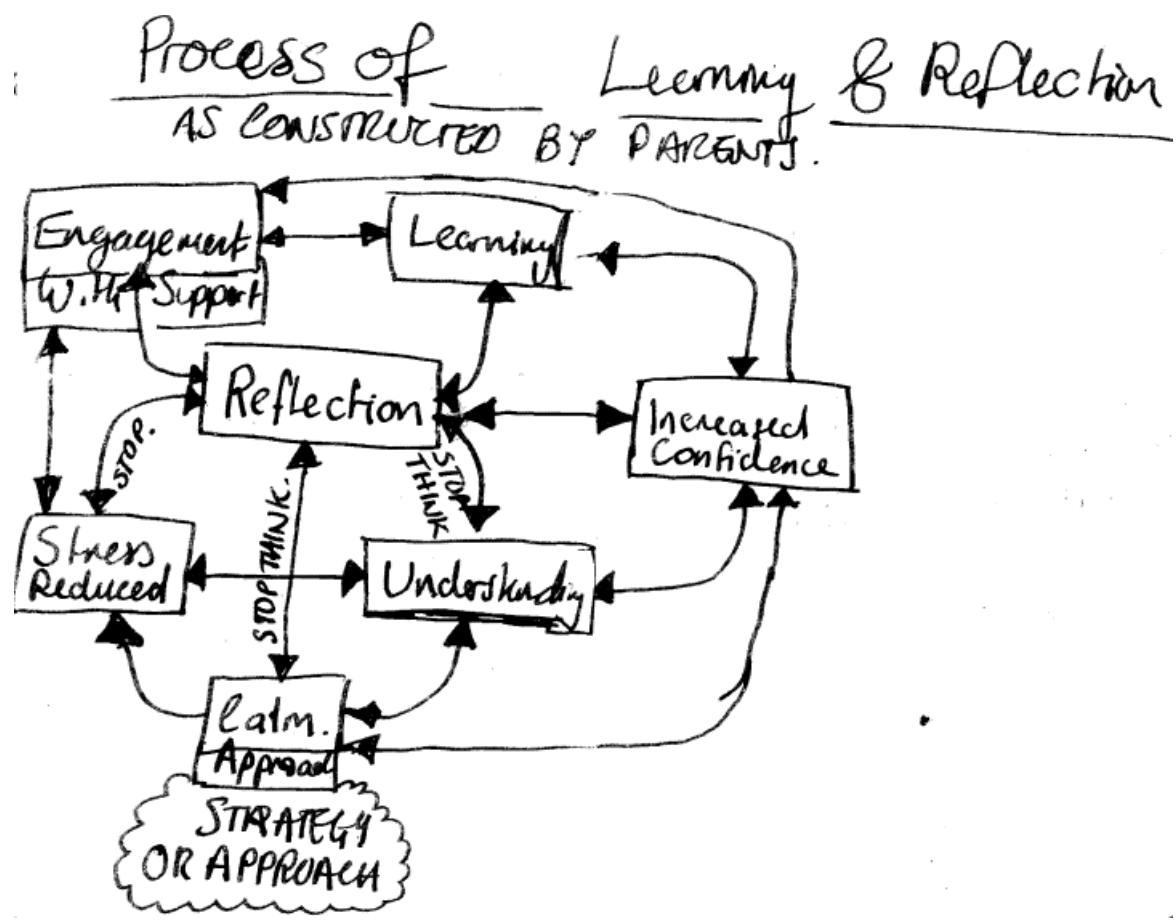 Process of Learning & Reflection
AS CONSTRUCTED BY PARENTS.
Engagement
With Support
Learning
Reflection
Increased
Confidence
STOP.
STOP THINK.
STOP
THINK
Stress
Reduced
Understanding
Calm.
Approach
STRATEGY
OR APPROACH